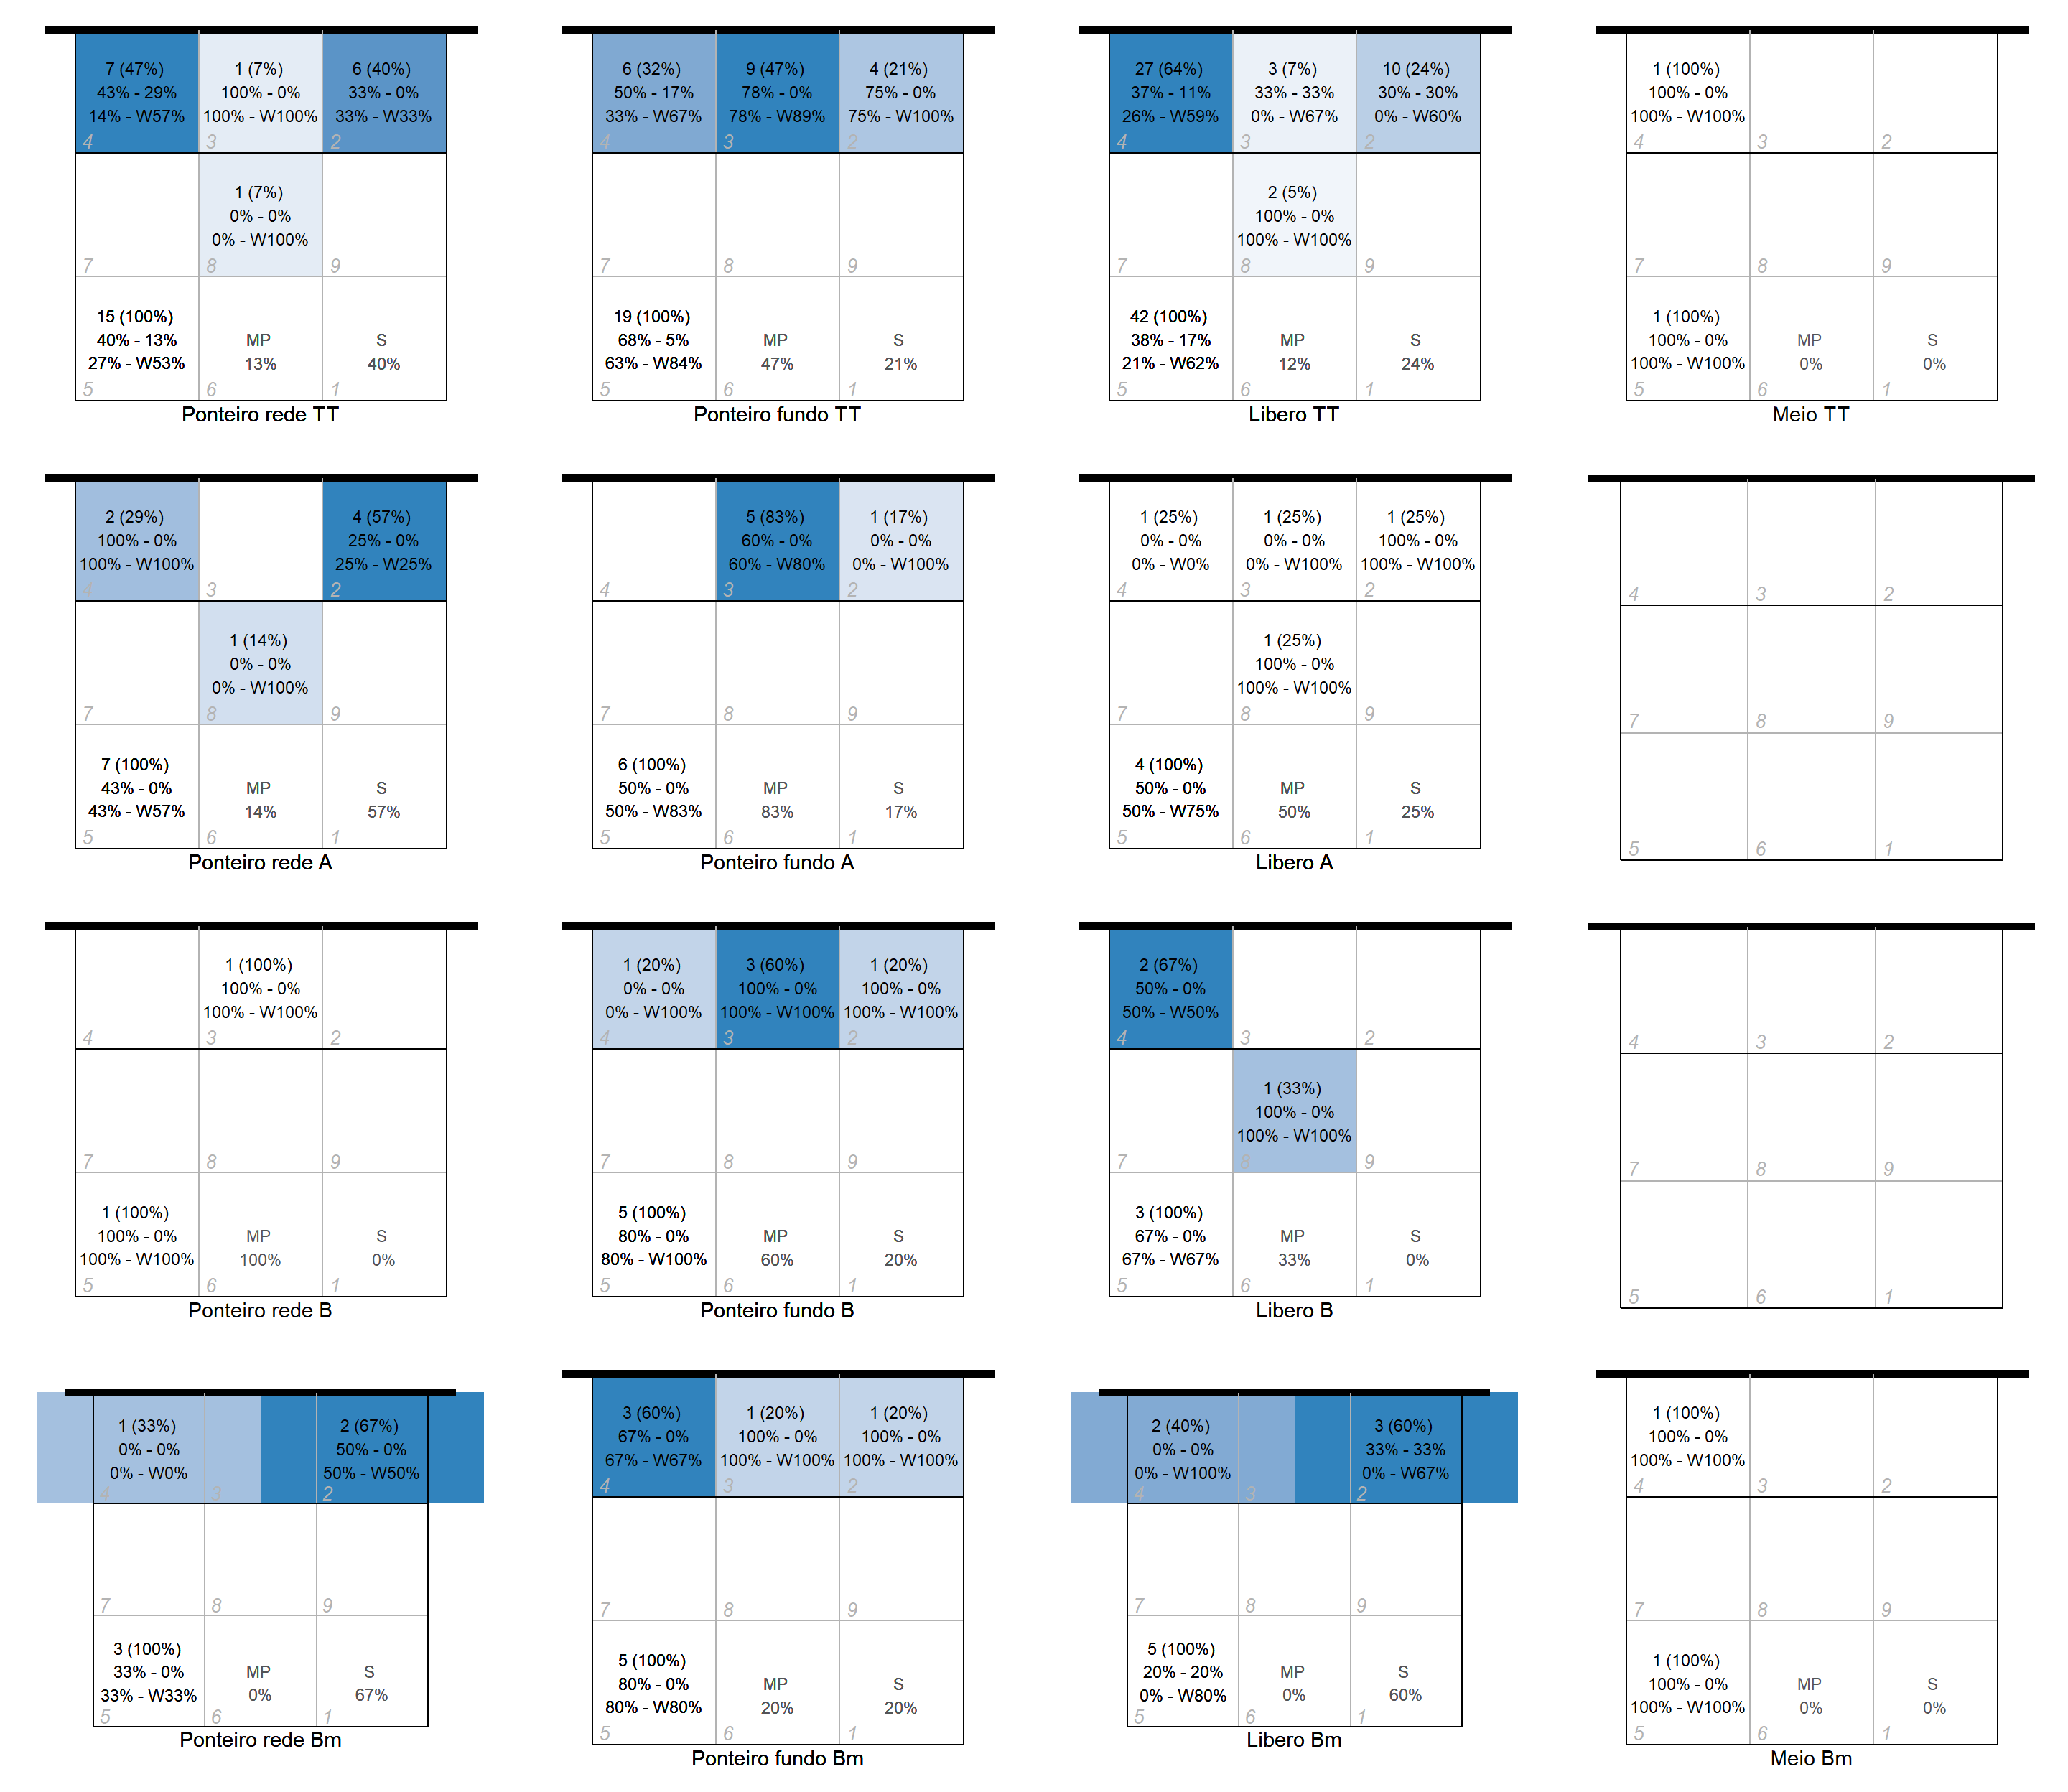 7 (47%)
43% - 29%
14% - W57%
4
1 (7%)
100% - 0%
100% - W100%
3
6 (40%)
33% - 0%
33% - W33%
2
7
1 (7%)
0% - 0%
0% - W100%
8
9
15 (100%)
40% - 13%
27% - W53%
5
MP
13%
6
S
40%
1
Ponteiro rede TT
6 (32%)
50% - 17%
33% - W67%
4
9 (47%)
78% - 0%
78% - W89%
3
4 (21%)
75% - 0%
75% - W100%
2
7
8
9
19 (100%)
68% - 5%
63% - W84%
5
MP
47%
6
S
21%
1
Ponteiro fundo TT
27 (64%)
37% - 11%
26% - W59%
4
3 (7%)
33% - 33%
0% - W67%
3
10 (24%)
30% - 30%
0% - W60%
2
7
2 (5%)
100% - 0%
100% - W100%
8
9
42 (100%)
38% - 17%
21% - W62%
5
MP
12%
6
S
24%
1
Libero TT
1 (100%)
100% - 0%
100% - W100%
4
3
2
7
8
9
1 (100%)
100% - 0%
100% - W100%
5
MP
0%
6
S
0%
1
Meio TT
2 (29%)
100% - 0%
100% - W100%
4
3
4 (57%)
25% - 0%
25% - W25%
2
7
1 (14%)
0% - 0%
0% - W100%
8
9
7 (100%)
43% - 0%
43% - W57%
5
MP
14%
6
S
57%
1
Ponteiro rede A
4
5 (83%)
60% - 0%
60% - W80%
3
1 (17%)
0% - 0%
0% - W100%
2
7
8
9
6 (100%)
50% - 0%
50% - W83%
5
MP
83%
6
S
17%
1
Ponteiro fundo A
1 (25%)
0% - 0%
0% - W0%
4
1 (25%)
0% - 0%
0% - W100%
3
1 (25%)
100% - 0%
100% - W100%
2
7
1 (25%)
100% - 0%
100% - W100%
8
9
4 (100%)
50% - 0%
50% - W75%
5
MP
50%
6
S
25%
1
Libero A
4
3
2
7
8
9
5
6
1
4
1 (100%)
100% - 0%
100% - W100%
3
2
7
8
9
1 (100%)
100% - 0%
100% - W100%
5
MP
100%
6
S
0%
1
Ponteiro rede B
1 (20%)
0% - 0%
0% - W100%
4
3 (60%)
100% - 0%
100% - W100%
3
1 (20%)
100% - 0%
100% - W100%
2
7
8
9
5 (100%)
80% - 0%
80% - W100%
5
MP
60%
6
S
20%
1
Ponteiro fundo B
2 (67%)
50% - 0%
50% - W50%
4
3
2
7
1 (33%)
100% - 0%
100% - W100%
8
9
3 (100%)
67% - 0%
67% - W67%
5
MP
33%
6
S
0%
1
Libero B
4
3
2
7
8
9
5
6
1
1 (33%)
0% - 0%
0% - W0%
4
3
2 (67%)
50% - 0%
50% - W50%
2
7
8
9
3 (100%)
33% - 0%
33% - W33%
5
MP
0%
6
S
67%
1
Ponteiro rede Bm
3 (60%)
67% - 0%
67% - W67%
4
1 (20%)
100% - 0%
100% - W100%
3
1 (20%)
100% - 0%
100% - W100%
2
7
8
9
5 (100%)
80% - 0%
80% - W80%
5
MP
20%
6
S
20%
1
Ponteiro fundo Bm
2 (40%)
0% - 0%
0% - W100%
4
3
3 (60%)
33% - 33%
0% - W67%
2
7
8
9
5 (100%)
20% - 20%
0% - W80%
5
MP
0%
6
S
60%
1
Libero Bm
1 (100%)
100% - 0%
100% - W100%
4
3
2
7
8
9
1 (100%)
100% - 0%
100% - W100%
5
MP
0%
6
S
0%
1
Meio Bm